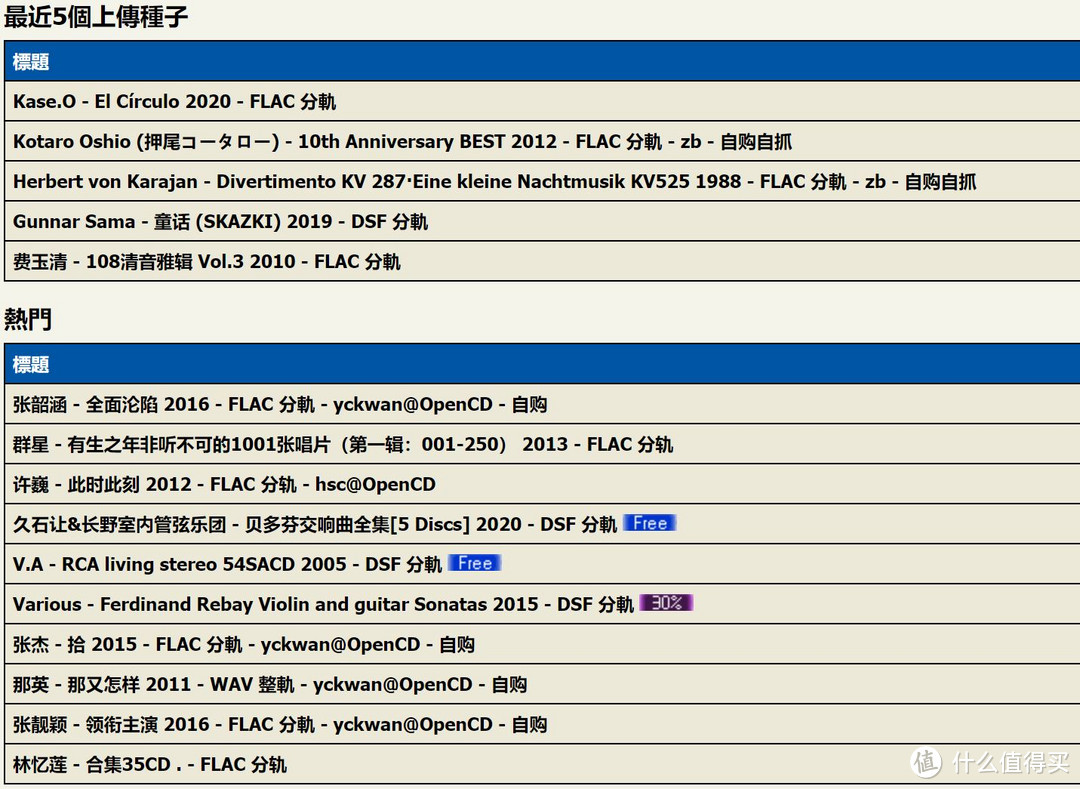 最近5個上傳種子
標題
Kase.O - El Círculo 2020 - FLAC 分軌
Kotaro Oshio (押尾コータロー) - 10th Anniversary BEST 2012 - FLAC 分軌 - zb - 自购自抓
Herbert von Karajan - Divertimento KV 287·Eine kleine Nachtmusik KV525 1988 - FLAC 分軌 - zb - 自购自抓
Gunnar Sama - 童话 (SKAZKI) 2019 - DSF 分軌
费玉清 - 108清音雅辑 Vol.3 2010 - FLAC 分軌
熱門
標題
张韶涵 - 全面沦陷 2016 - FLAC 分軌 - yckwan@OpenCD - 自购
群星 - 有生之年非听不可的1001张唱片（第一辑：001-250） 2013 - FLAC 分轨
许巍 - 此时此刻 2012 - FLAC 分轨 - hsc@OpenCD
久石让&长野室内管弦乐团 - 贝多芬交响曲全集[5 Discs] 2020 - DSF 分軌 Free
V.A - RCA living stereo 54SACD 2005 - DSF 分軌 Free
Various - Ferdinand Rebay Violin and guitar Sonatas 2015 - DSF 分軌 30%
张杰 - 拾 2015 - FLAC 分軌 - yckwan@OpenCD - 自购
那英 - 那又怎样 2011 - WAV 整軌 - yckwan@OpenCD - 自购
张靓颖 - 领衔主演 2016 - FLAC 分軌 - yckwan@OpenCD - 自购
林忆莲 - 合集35CD . - FLAC 分轨
值 什么值得买